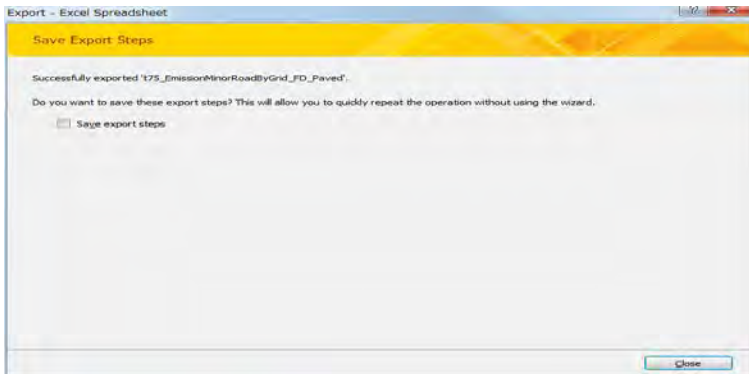 Export - Excel Spreadsheet
Save Export Steps
Successfully exported 't75_EmissionMinorRoadByGrid_FD_Paved'.
Do you want to save these export steps? This will allow you to quickly repeat the operation without using the wizard.
Save export steps
Close